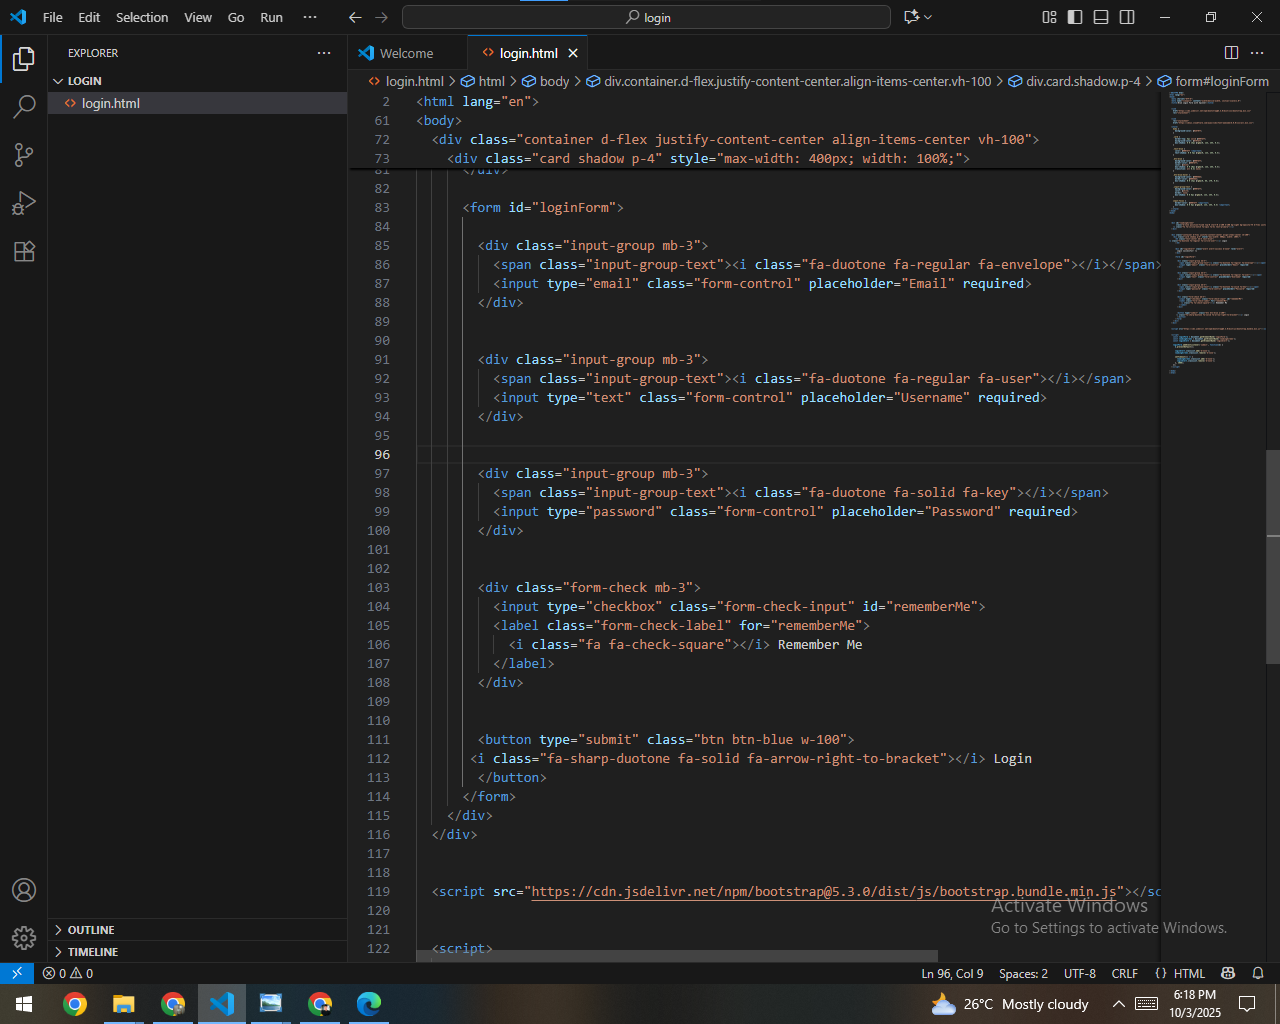 File Edit Selection View Go Run ··· login
EXPLORER ···
LOGIN
login.html
OUTLINE
TIMELINE
Welcome login.html
login.html > html > body > div.container.d-flex.justify-content-center.align-items-center.vh-100 > div.card.shadow.p-4 > form#loginForm
2 <html lang="en">
61 <body>
72 <div class="container d-flex justify-content-center align-items-center vh-100">
73 <div class="card shadow p-4" style="max-width: 400px; width: 100%;">
81 </div>
82
83 <form id="loginForm">
84
85 <div class="input-group mb-3">
86 <span class="input-group-text"><i class="fa-duotone fa-regular fa-envelope"></i></span>
87 <input type="email" class="form-control" placeholder="Email" required>
88 </div>
89
90
91 <div class="input-group mb-3">
92 <span class="input-group-text"><i class="fa-duotone fa-regular fa-user"></i></span>
93 <input type="text" class="form-control" placeholder="Username" required>
94 </div>
95
96
97 <div class="input-group mb-3">
98 <span class="input-group-text"><i class="fa-duotone fa-solid fa-key"></i></span>
99 <input type="password" class="form-control" placeholder="Password" required>
100 </div>
101
102
103 <div class="form-check mb-3">
104 <input type="checkbox" class="form-check-input" id="rememberMe">
105 <label class="form-check-label" for="rememberMe">
106 <i class="fa fa-check-square"></i> Remember Me
107 </label>
108 </div>
109
110
111 <button type="submit" class="btn btn-blue w-100">
112 <i class="fa-sharp-duotone fa-solid fa-arrow-right-to-bracket"></i> Login
113 </button>
114 </form>
115 </div>
116 </div>
117
118
119 <script src="https://cdn.jsdelivr.net/npm/bootstrap@5.3.0/dist/js/bootstrap.bundle.min.js"></sc
120
121
122 <script>
Activate Windows
Go to Settings to activate Windows.
0 0 Ln 96, Col 9 Spaces: 2 UTF-8 CRLF {} HTML
26°C Mostly cloudy
6:18 PM
10/3/2025